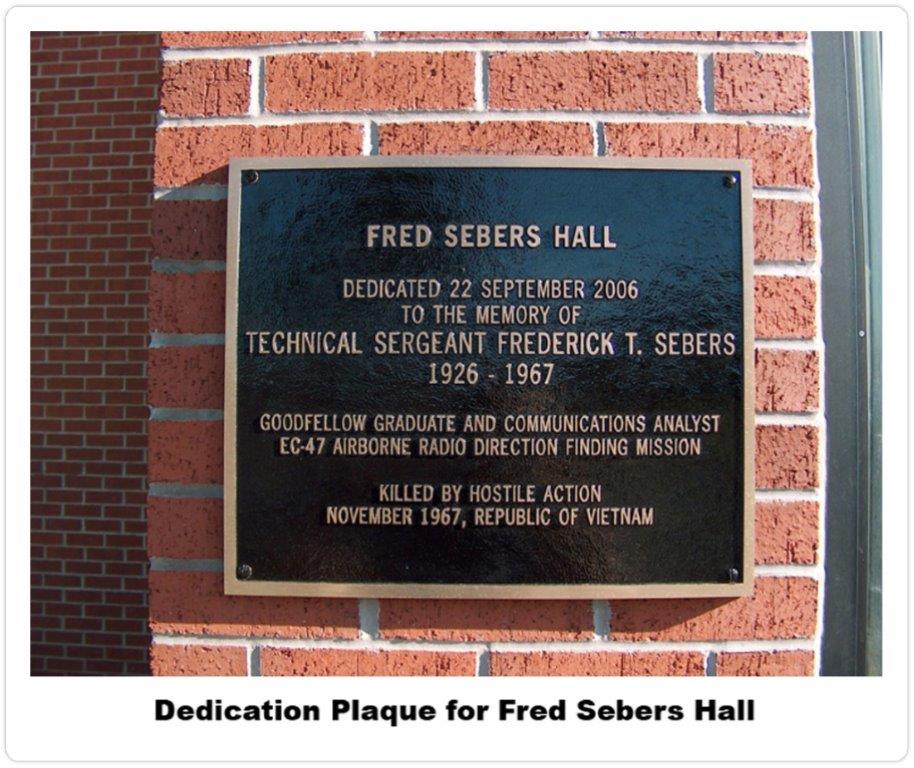 FRED SEBERS HALL
DEDICATED 22 SEPTEMBER 2006
TO THE MEMORY OF
TECHNICAL SERGEANT FREDERICK T. SEBERS
1926 - 1967
GOODFELLOW GRADUATE AND COMMUNICATIONS ANALYST
EC-47 AIRBORNE RADIO DIRECTION FINDING MISSION
KILLED BY HOSTILE ACTION
NOVEMBER 1967, REPUBLIC OF VIETNAM
Dedication Plaque for Fred Sebers Hall